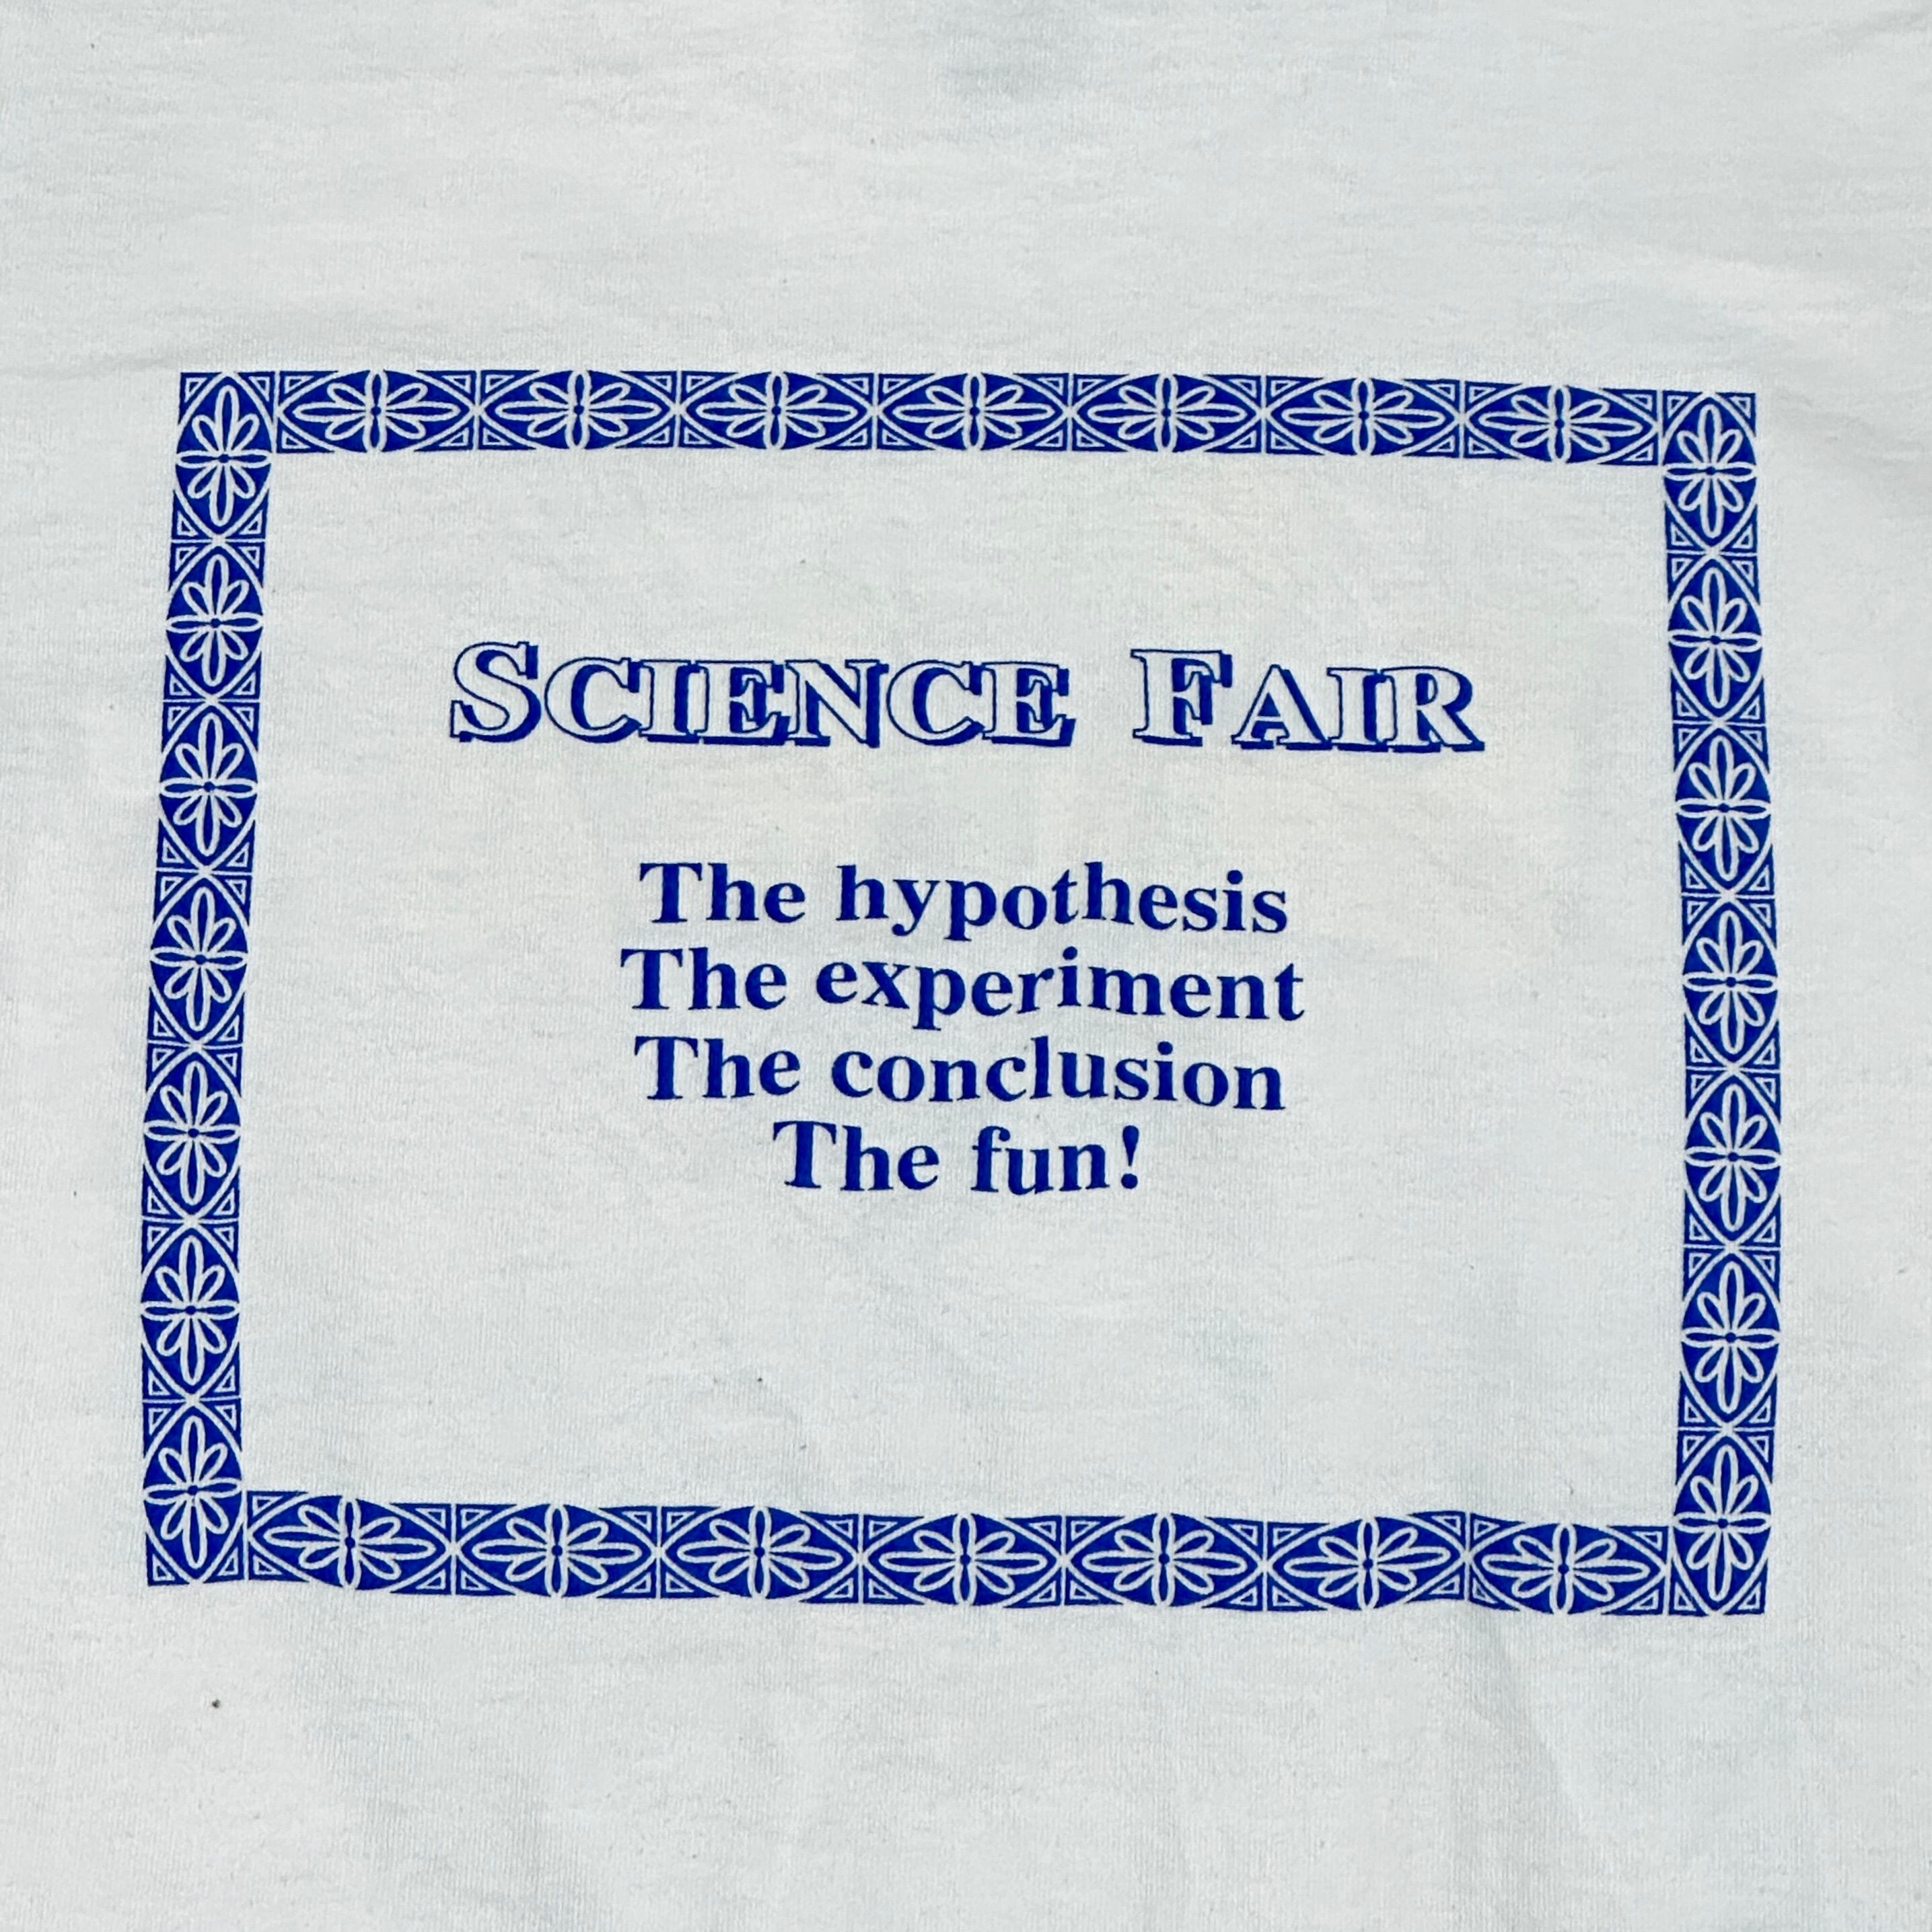 SCIENCE FAIR
The hypothesis
The experiment
The conclusion
The fun!